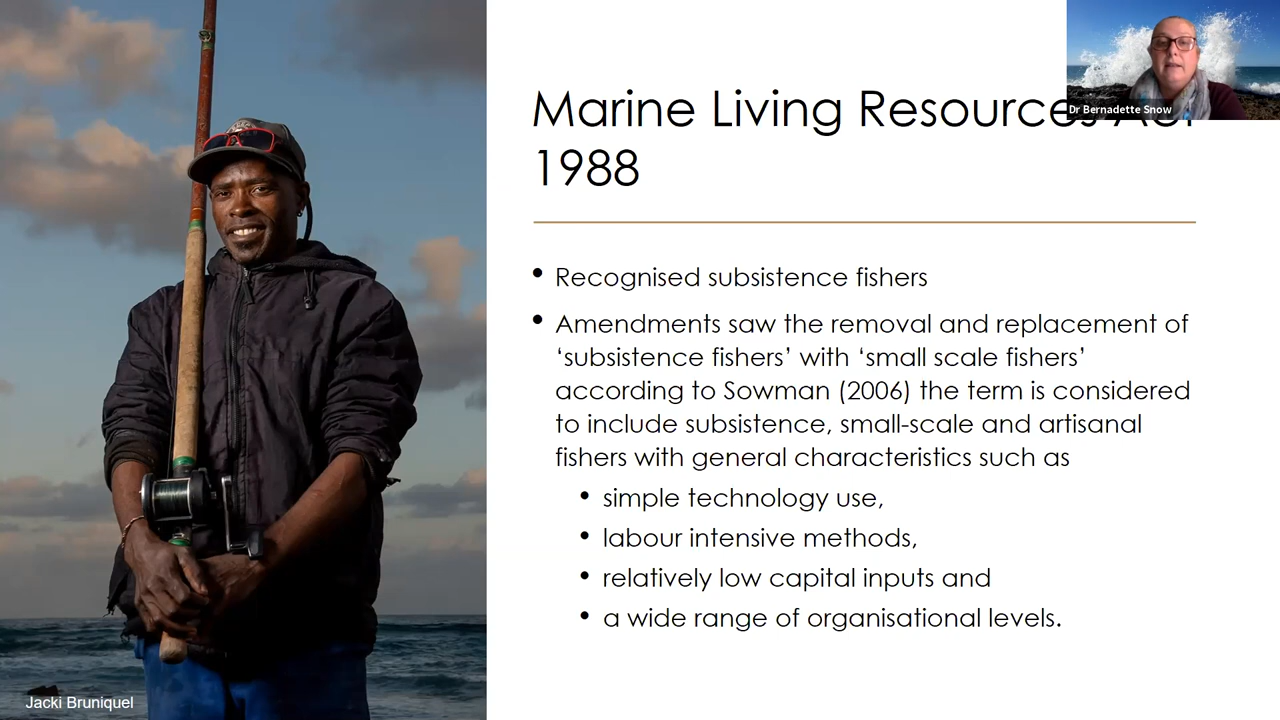 Marine Living Resources Act
1988
Dr Bernadette Snow
• Recognised subsistence fishers
• Amendments saw the removal and replacement of
‘subsistence fishers’ with ‘small scale fishers’
according to Sowman (2006) the term is considered
to include subsistence, small-scale and artisanal
fishers with general characteristics such as
• simple technology use,
• labour intensive methods,
• relatively low capital inputs and
• a wide range of organisational levels.
Jacki Bruniquel